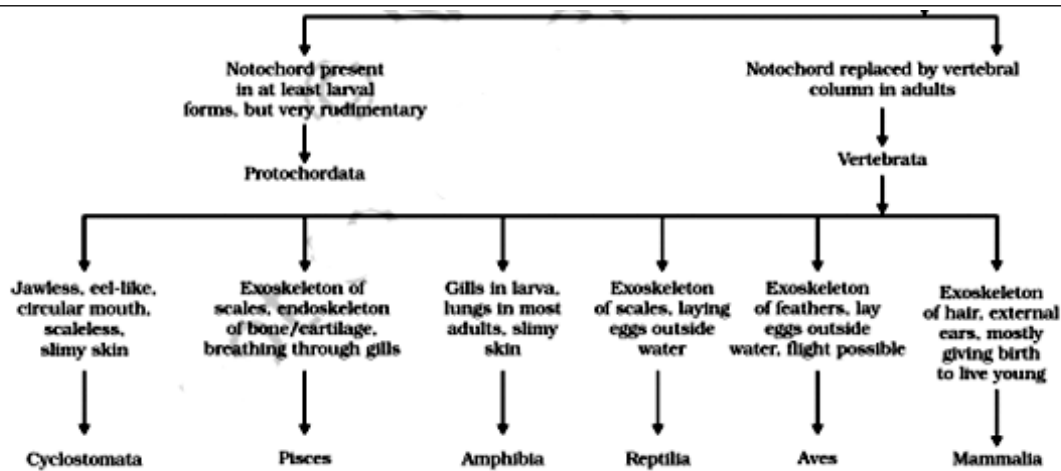 Notochord present
in at least larval
forms, but very rudimentary
Notochord replaced by vertebral
column in adults
Protochordata
Vertebrata
Jawless, eel-like,
circular mouth,
scaleless,
slimy skin
Exoskeleton of
scales, endoskeleton
of bone/cartilage,
breathing through gills
Gills in larva,
lungs in most
adults, slimy
skin
Exoskeleton
of scales, laying
eggs outside
water
Exoskeleton
of feathers, lay
eggs outside
water, flight possible
Exoskeleton
of hair, external
ears, mostly
giving birth
to live young
Cyclostomata
Pisces
Amphibia
Reptilia
Aves
Mammalia